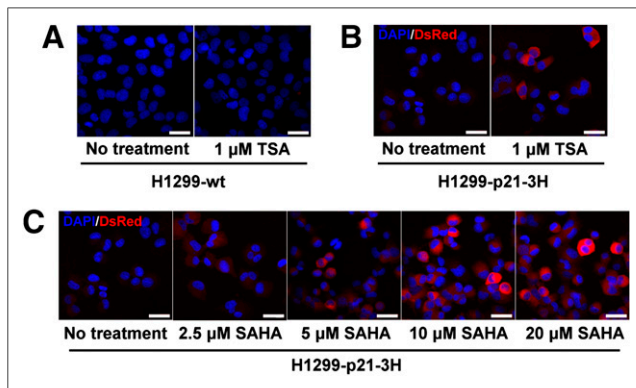 A
B
DAPI/DsRed
No treatment 1 µM TSA
H1299-wt
No treatment 1 µM TSA
H1299-p21-3H
C
DAPI/DsRed
No treatment 2.5 µM SAHA 5 µM SAHA 10 µM SAHA 20 µM SAHA
H1299-p21-3H